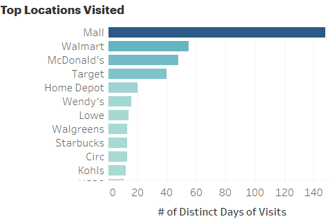 Top Locations Visited
Mall
Walmart
McDonald's
Target
Home Depot
Wendy's
Lowe
Walgreens
Starbucks
Circ
Kohls
0 20 40 60 80 100 120 140
# of Distinct Days of Visits